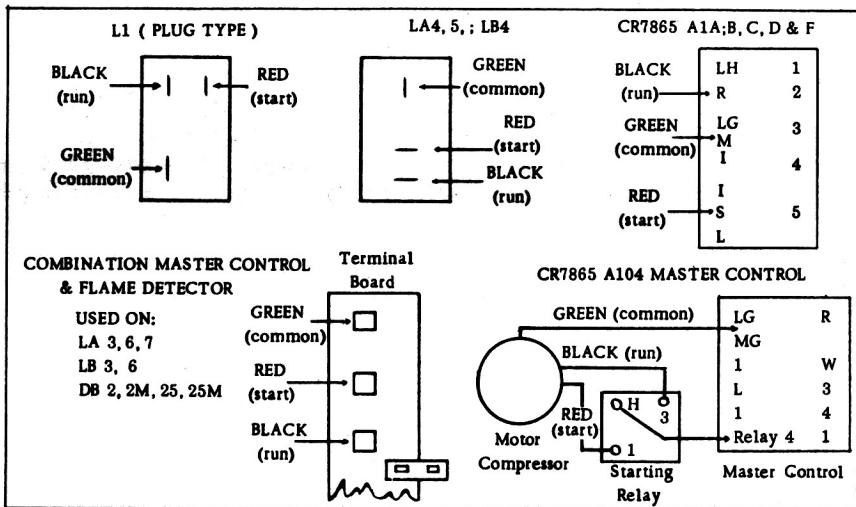 L1 ( PLUG TYPE )
BLACK
(run)
RED
(start)
GREEN
(common)
LA4, 5, ; LB4
GREEN
(common)
RED
(start)
BLACK
(run)
CR7865 A1A;B, C, D & F
BLACK
(run)
GREEN
(common)
RED
(start)
LH 1
R 2
LG 3
M
I 4
I
S 5
L
COMBINATION MASTER CONTROL
& FLAME DETECTOR
USED ON:
LA 3, 6, 7
LB 3, 6
DB 2, 2M, 25, 25M
Terminal
Board
GREEN
(common)
RED
(start)
BLACK
(run)
CR7865 A104 MASTER CONTROL
GREEN (common)
BLACK (run)
RED
(start)
Motor
Compressor
H
3
1
Starting
Relay
LG R
MG
1 W
L 3
1 4
Relay 4 1
Master Control